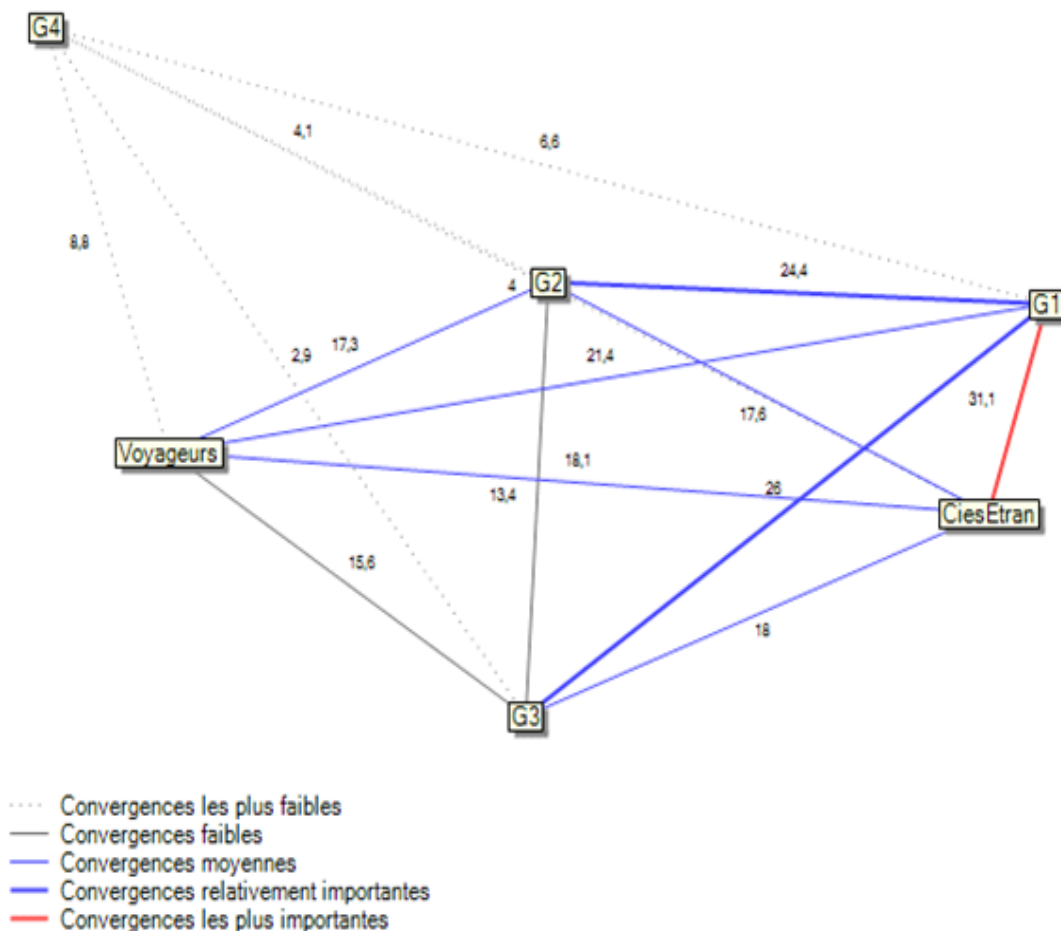 G4
4,1
6,6
8,8
24,4
G2
4
G1
17,3
2,9
21,4
31,1
17,6
Voyageurs
18,1
13,4
26
CiesEtran
15,6
18
G3
Convergences les plus faibles
Convergences faibles
Convergences moyennes
Convergences relativement importantes
Convergences les plus importantes